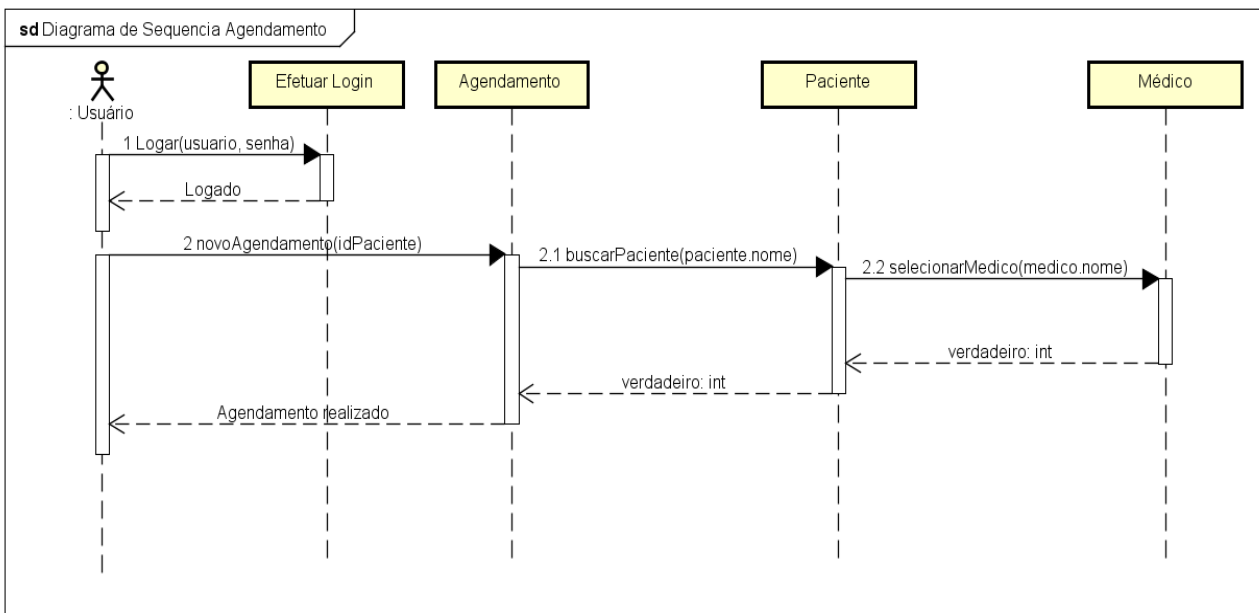 sd Diagrama de Sequencia Agendamento
: Usuário
Efetuar Login
Agendamento
Paciente
Médico
1 Logar(usuario, senha)
Logado
2 novoAgendamento(idPaciente)
2.1 buscarPaciente(paciente.nome)
2.2 selecionarMedico(medico.nome)
verdadeiro: int
verdadeiro: int
Agendamento realizado